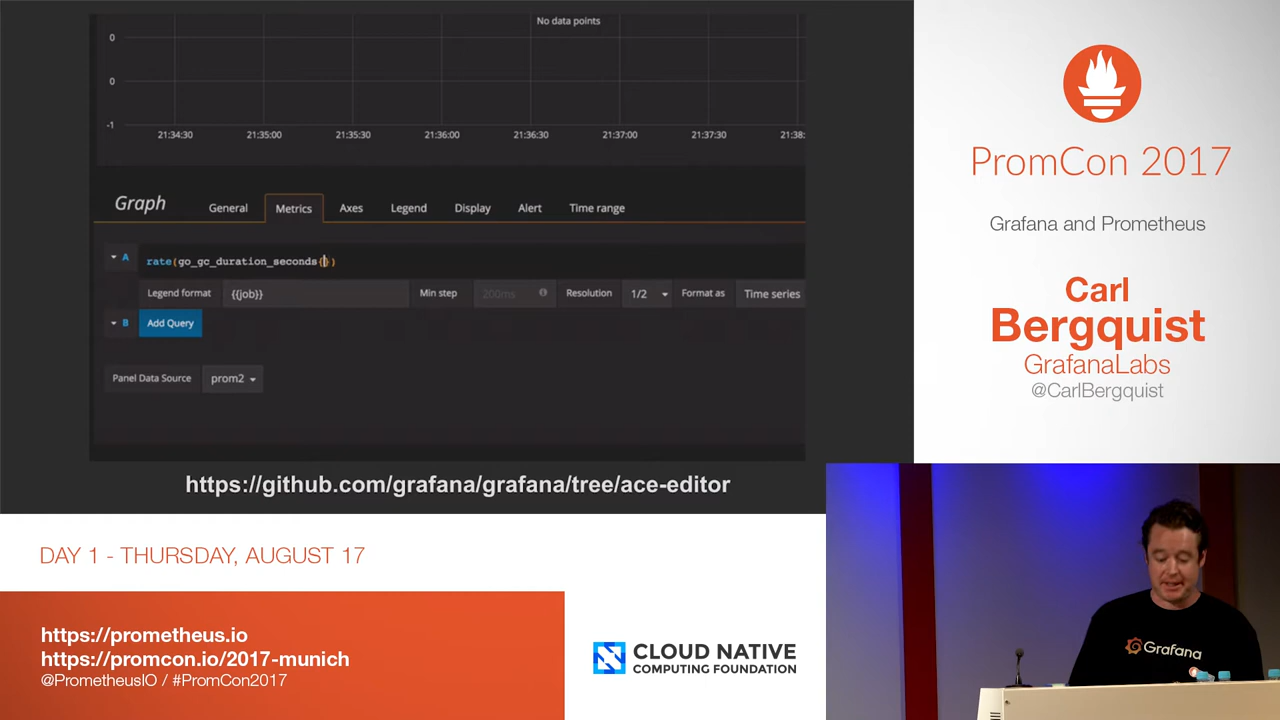 No data points
0
0
-1
21:34:30
21:35:00
21:35:30
21:36:00
21:36:30
21:37:00
21:37:30
21:38:
Graph
General
Metrics
Axes
Legend
Display
Alert
Time range
A
rate(go_gc_duration_seconds{})
Legend format
{{job}}
Min step
200ms
Resolution
1/2
Format as
Time series
B
Add Query
Panel Data Source
prom2
https://github.com/grafana/grafana/tree/ace-editor
PromCon 2017
Grafana and Prometheus
Carl
Bergquist
GrafanaLabs
@CarlBergquist
DAY 1 - THURSDAY, AUGUST 17
https://prometheus.io
https://promcon.io/2017-munich
@PrometheusIO / #PromCon2017
CLOUD NATIVE
COMPUTING FOUNDATION
Grafana